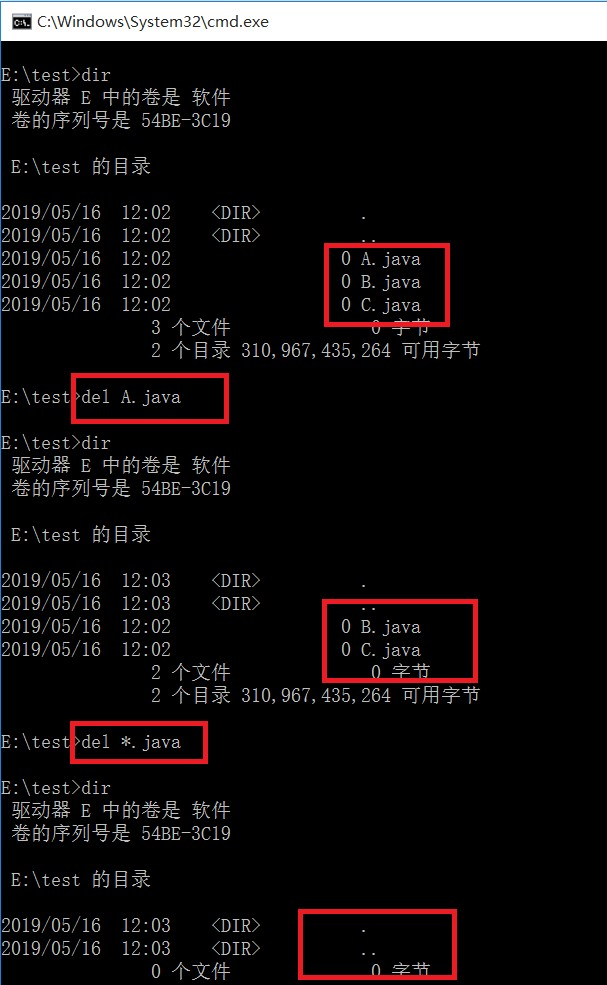 C:\Windows\System32\cmd.exe
E:\test>dir
驱动器 E 中的卷是 软件
卷的序列号是 54BE-3C19
E:\test 的目录
2019/05/16  12:02    <DIR>          .
2019/05/16  12:02    <DIR>          ..
2019/05/16  12:02                 0 A.java
2019/05/16  12:02                 0 B.java
2019/05/16  12:02                 0 C.java
3 个文件              0 字节
2 个目录 310,967,435,264 可用字节
E:\test>del A.java
E:\test>dir
驱动器 E 中的卷是 软件
卷的序列号是 54BE-3C19
E:\test 的目录
2019/05/16  12:03    <DIR>          .
2019/05/16  12:03    <DIR>          ..
2019/05/16  12:02                 0 B.java
2019/05/16  12:02                 0 C.java
2 个文件              0 字节
2 个目录 310,967,435,264 可用字节
E:\test>del *.java
E:\test>dir
驱动器 E 中的卷是 软件
卷的序列号是 54BE-3C19
E:\test 的目录
2019/05/16  12:03    <DIR>          .
2019/05/16  12:03    <DIR>          ..
0 个文件              0 字节